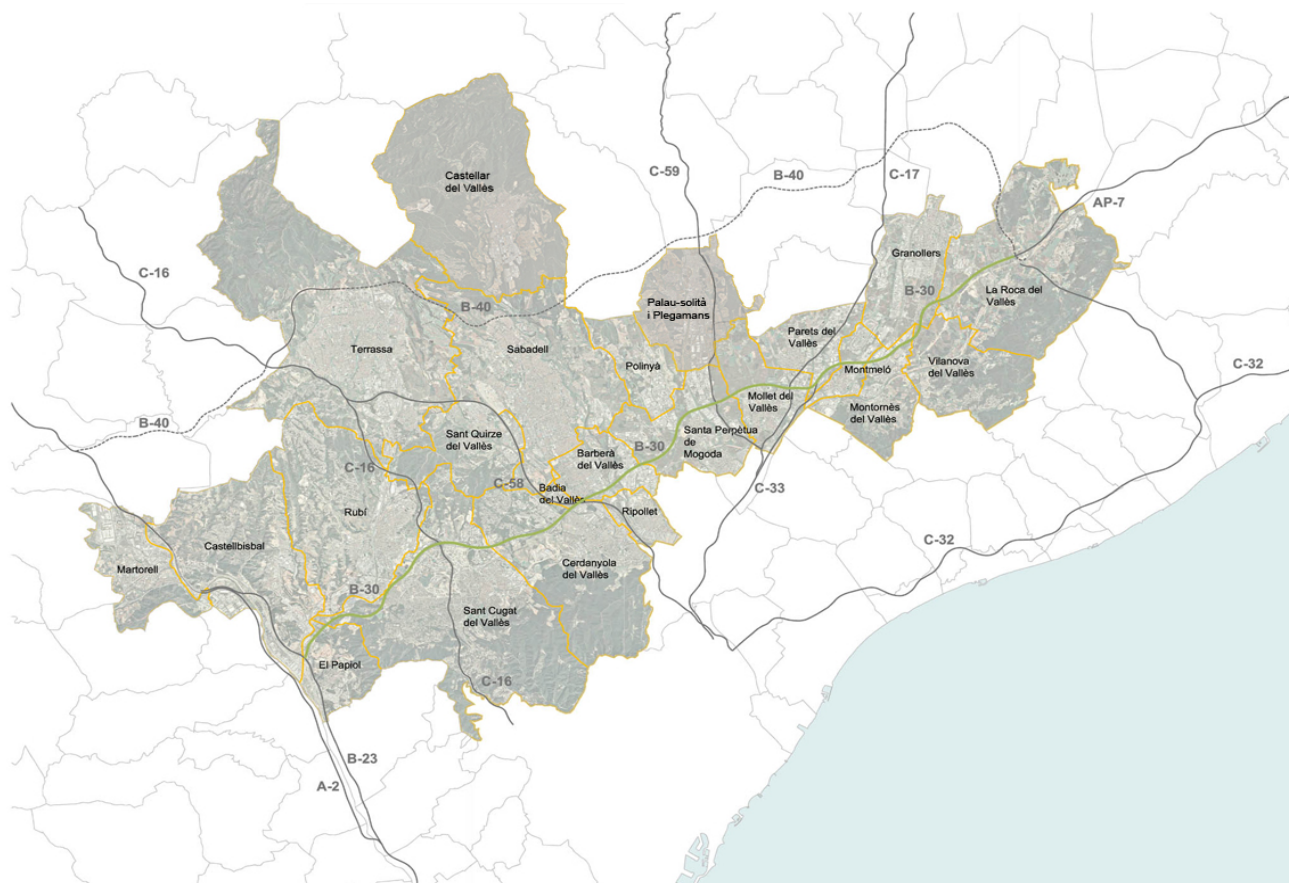 C-59
B-40
C-17
AP-7
Castellar
del Vallès
C-16
Granollers
B-30
La Roca del
Vallès
B-40
Palau-solità
i Plegamans
Parets del
Vallès
Terrassa
Sabadell
Polinyà
Montmeló
Vilanova
del Vallès
C-32
Mollet del
Vallès
Montornès
del Vallès
B-40
Sant Quirze
del Vallès
Santa Perpètua
de
Mogoda
B-30
Barberà
del Vallès
C-16
C-58
Badia
del Vallès
C-33
Rubí
Ripollet
Castellbisbal
C-32
Martorell
Cerdanyola
del Vallès
B-30
Sant Cugat
del Vallès
El Papiol
C-16
B-23
A-2